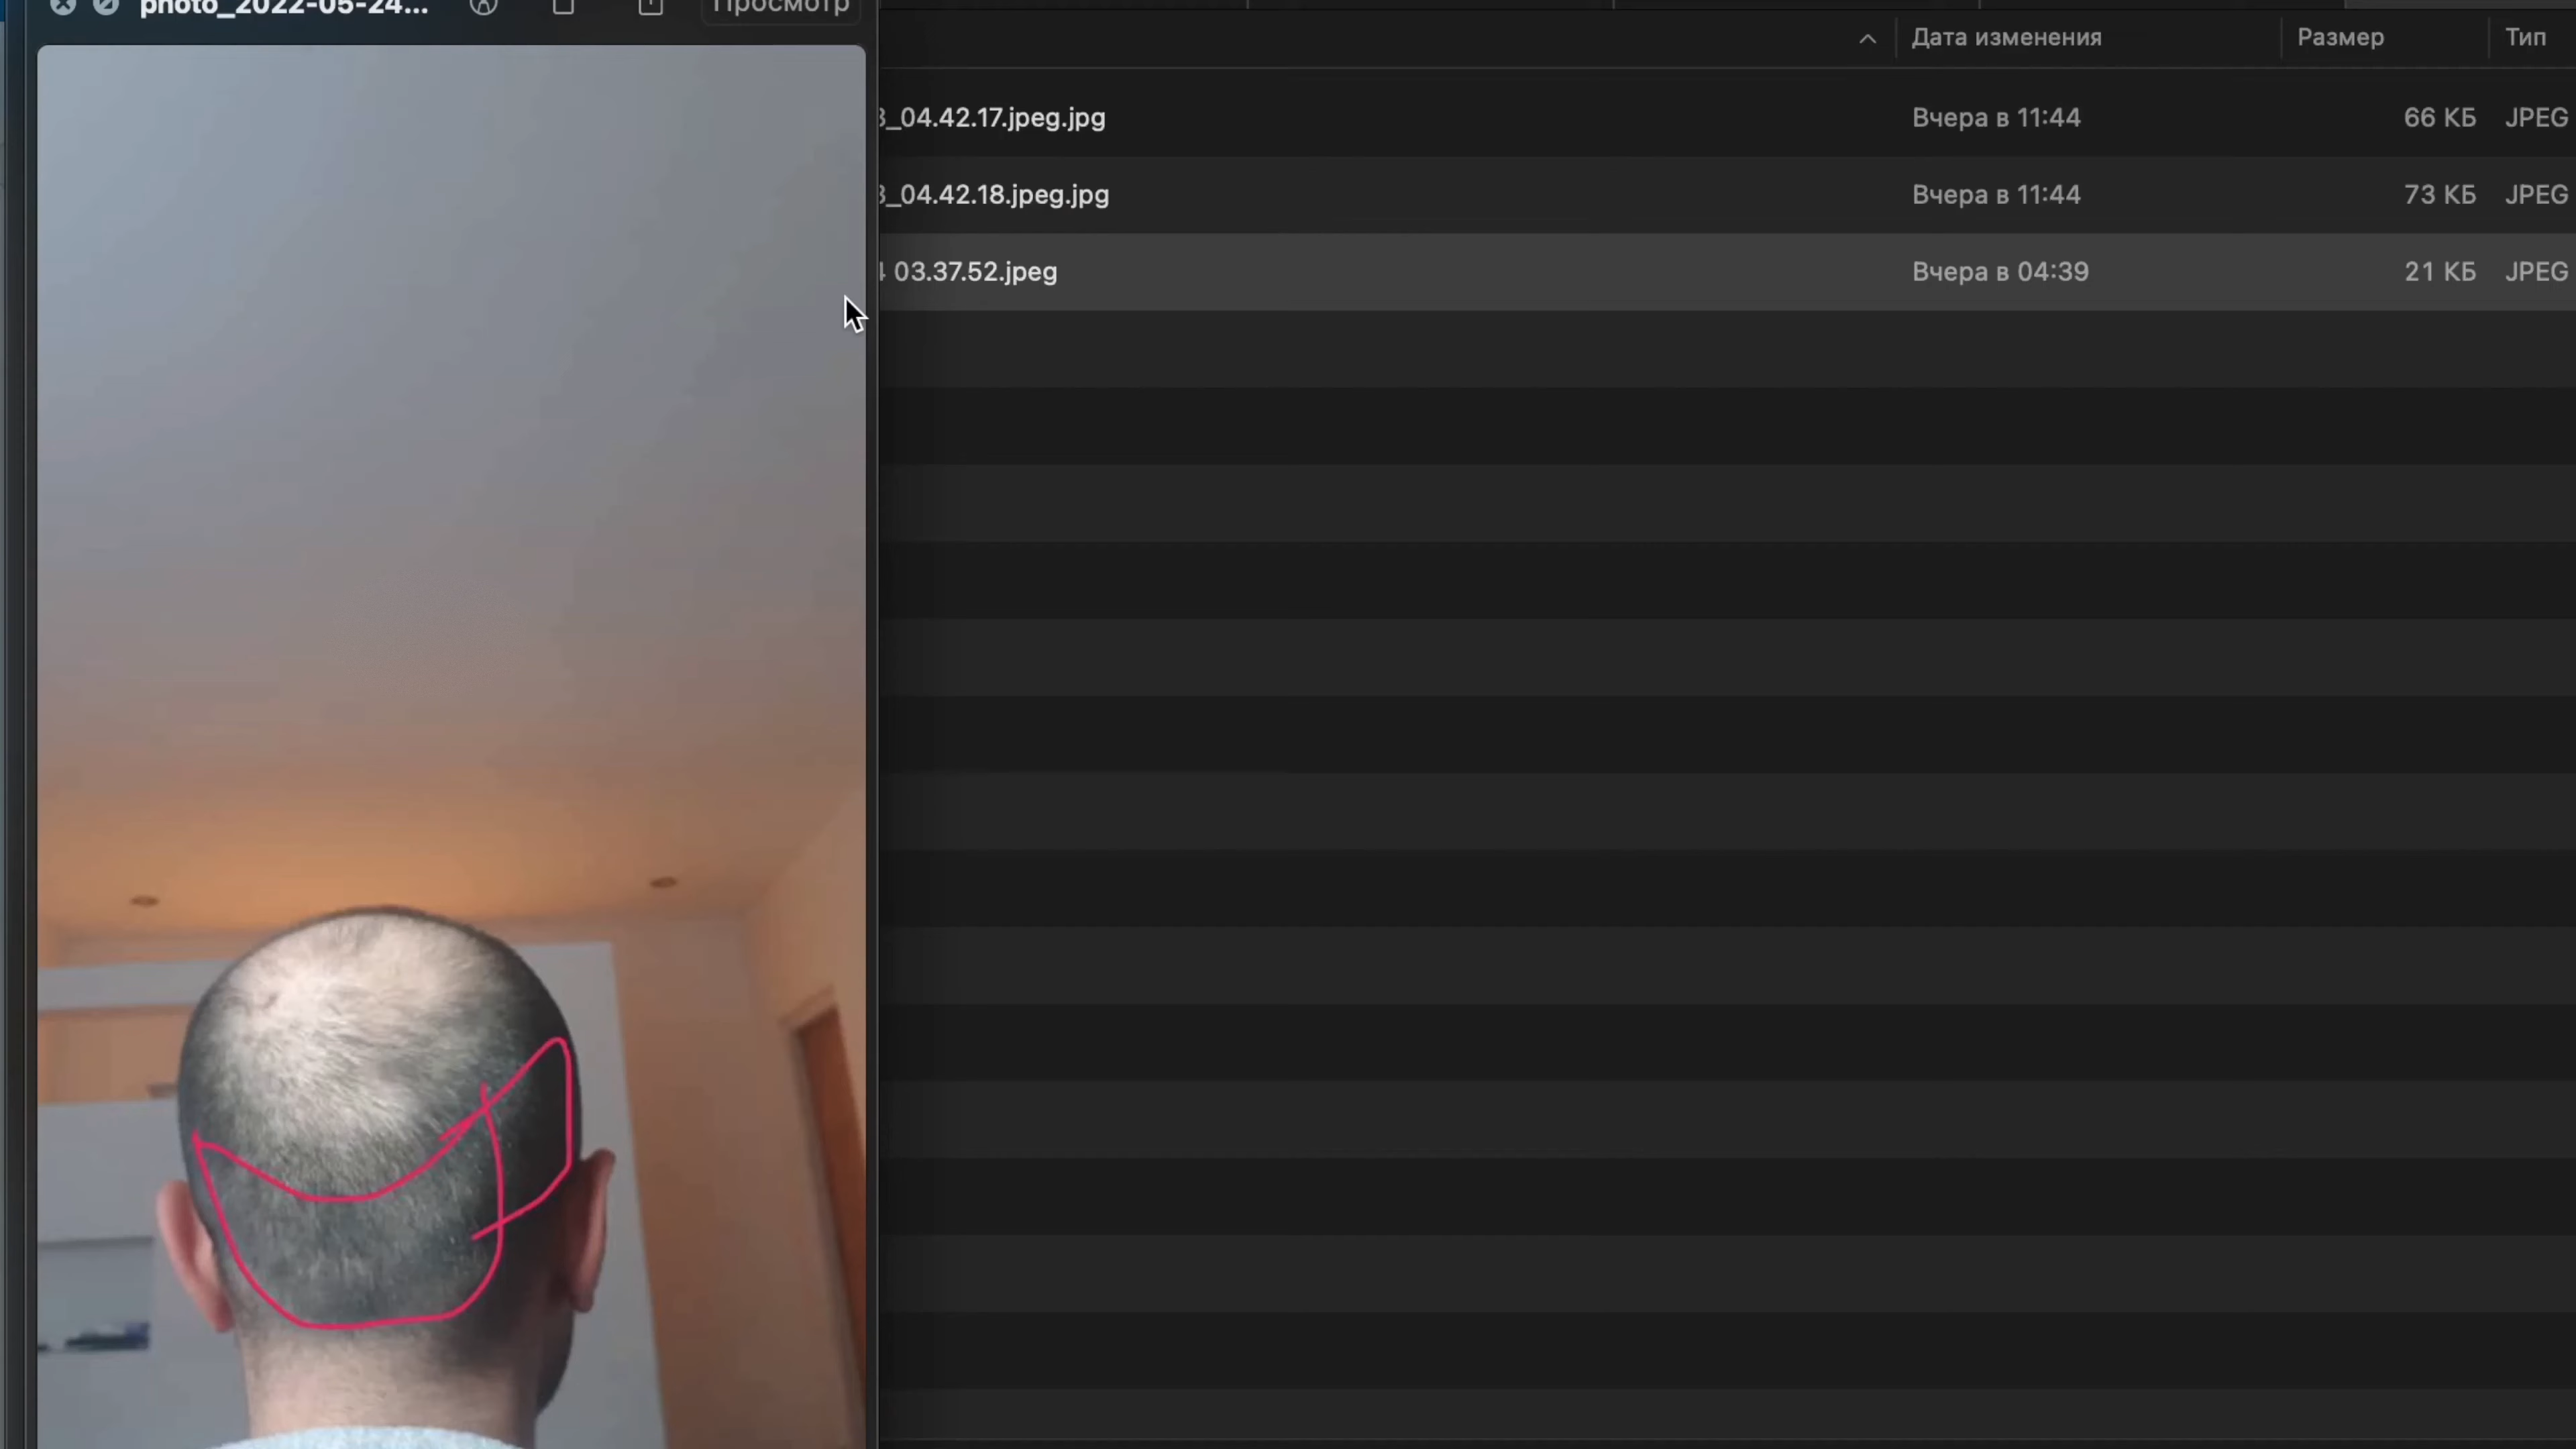 photo_2022-05-24... Просмотр
Дата изменения Размер Тип
_04.42.17.jpeg.jpg Вчера в 11:44 66 КБ JPEG
_04.42.18.jpeg.jpg Вчера в 11:44 73 КБ JPEG
03.37.52.jpeg Вчера в 04:39 21 КБ JPEG